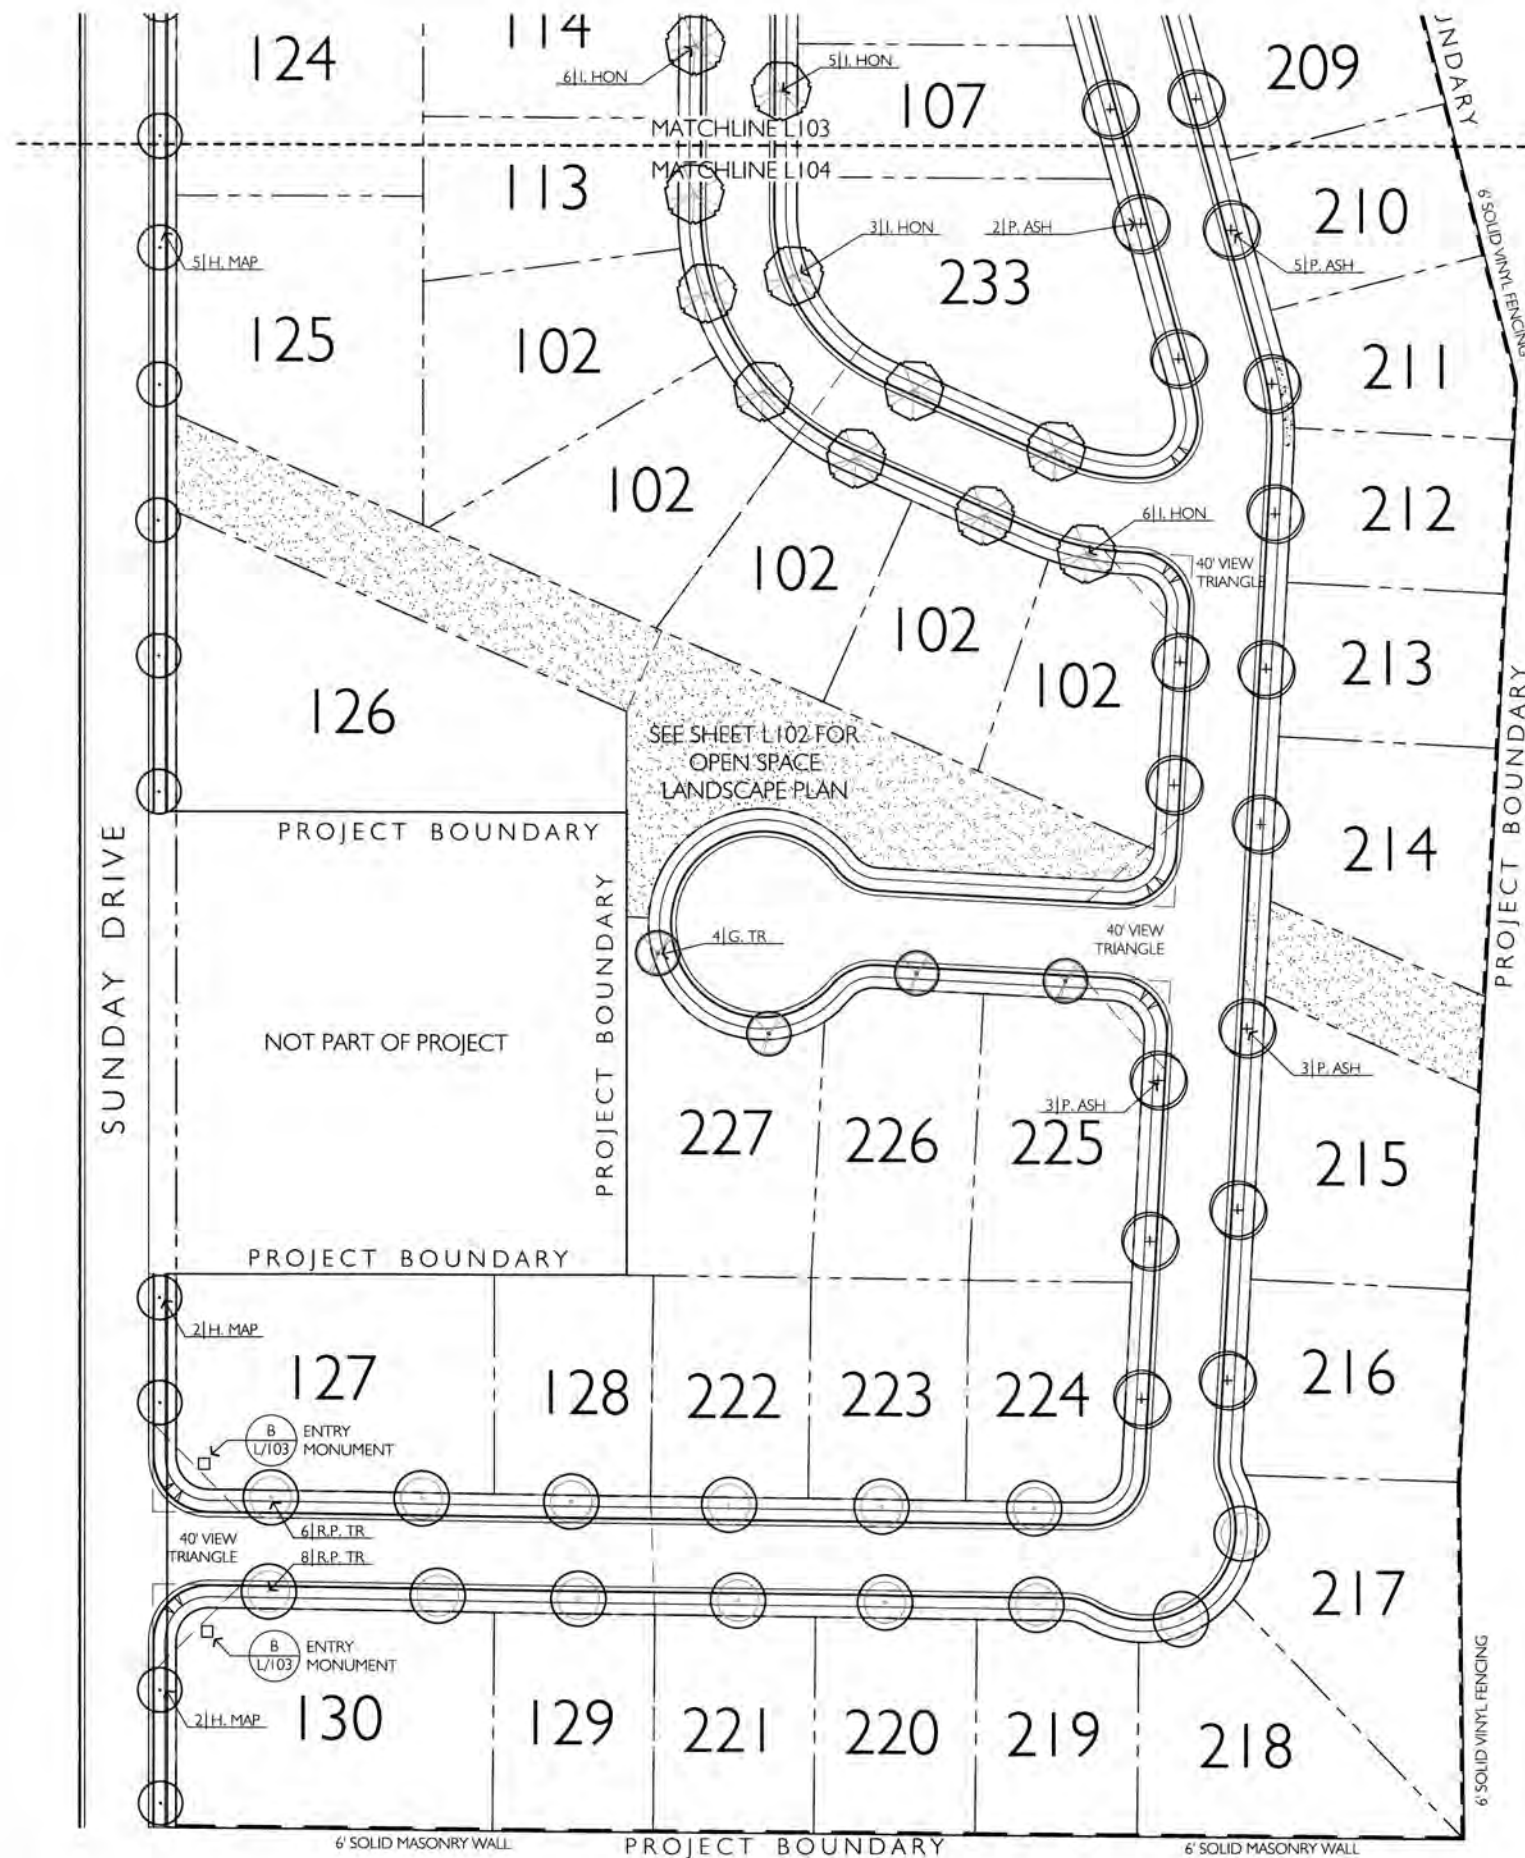 124
114
6|I. HON
5|I. HON
107
209
UNDARY
MATCHLINE L103
MATCHLINE L104
113
5|H. MAP
3|I. HON
2|P. ASH
233
5|P. ASH
210
6' SOLID VINYL FENCING
125
102
211
102
6|I. HON
212
102
40' VIEW
TRIANGLE
102
213
102
126
SEE SHEET L102 FOR
OPEN SPACE
LANDSCAPE PLAN
PROJECT BOUNDARY
214
PROJECT BOUNDARY
SUNDAY DRIVE
PROJECT BOUNDARY
4|G. TR
40' VIEW
TRIANGLE
NOT PART OF PROJECT
3|P. ASH
3|P. ASH
227
226
225
215
PROJECT BOUNDARY
2|H. MAP
127
128
222
223
224
216
B
L/103
ENTRY
MONUMENT
6|R.P. TR
40' VIEW
TRIANGLE
8|R.P. TR
217
B
L/103
ENTRY
MONUMENT
2|H. MAP
130
129
221
220
219
218
6' SOLID VINYL FENCING
6' SOLID MASONRY WALL
PROJECT BOUNDARY
6' SOLID MASONRY WALL